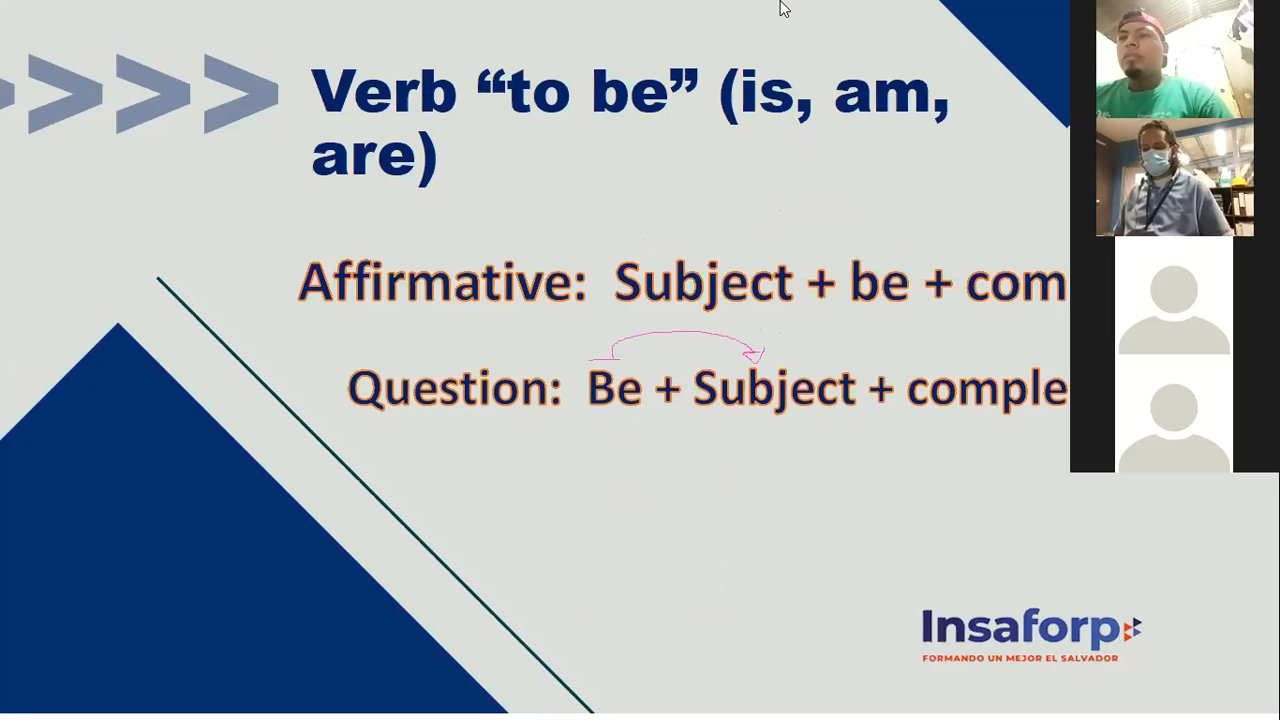 Verb “to be” (is, am,
are)
Affirmative: Subject + be + com
Question: Be + Subject + comple
Insaforp
FORMANDO UN MEJOR EL SALVADOR